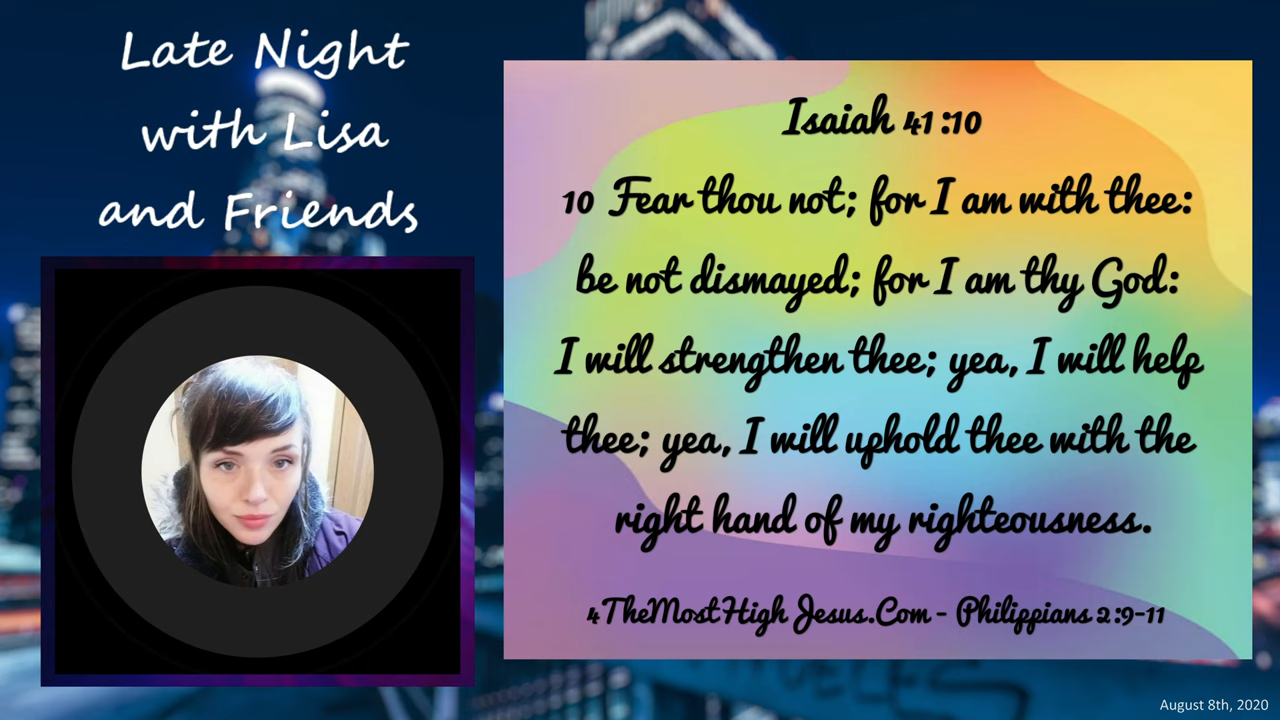 Late Night
with Lisa
and Friends
Isaiah 41:10
10 Fear thou not; for I am with thee:
be not dismayed; for I am thy God:
I will strengthen thee; yea, I will help
thee; yea, I will uphold thee with the
right hand of my righteousness.
4TheMostHigh Jesus.Com - Philippians 2:9-11
August 8th, 2020